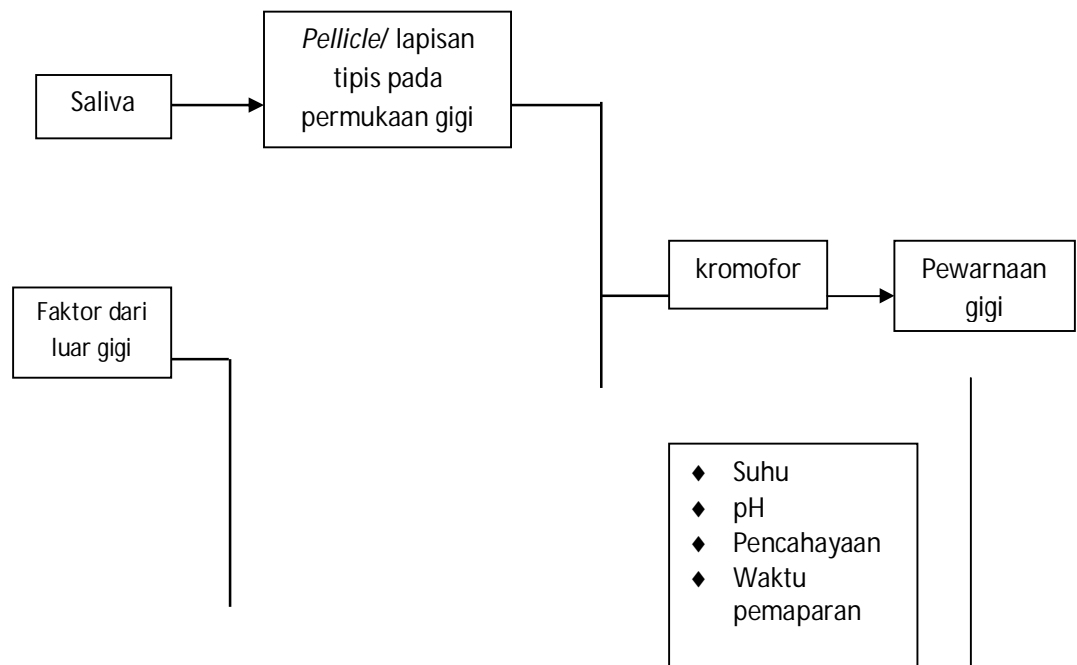 Pellicle/ lapisan
tipis pada
permukaan gigi
Saliva
kromofor
Pewarnaan
gigi
Faktor dari
luar gigi
♦ Suhu
♦ pH
♦ Pencahayaan
♦ Waktu
pemaparan